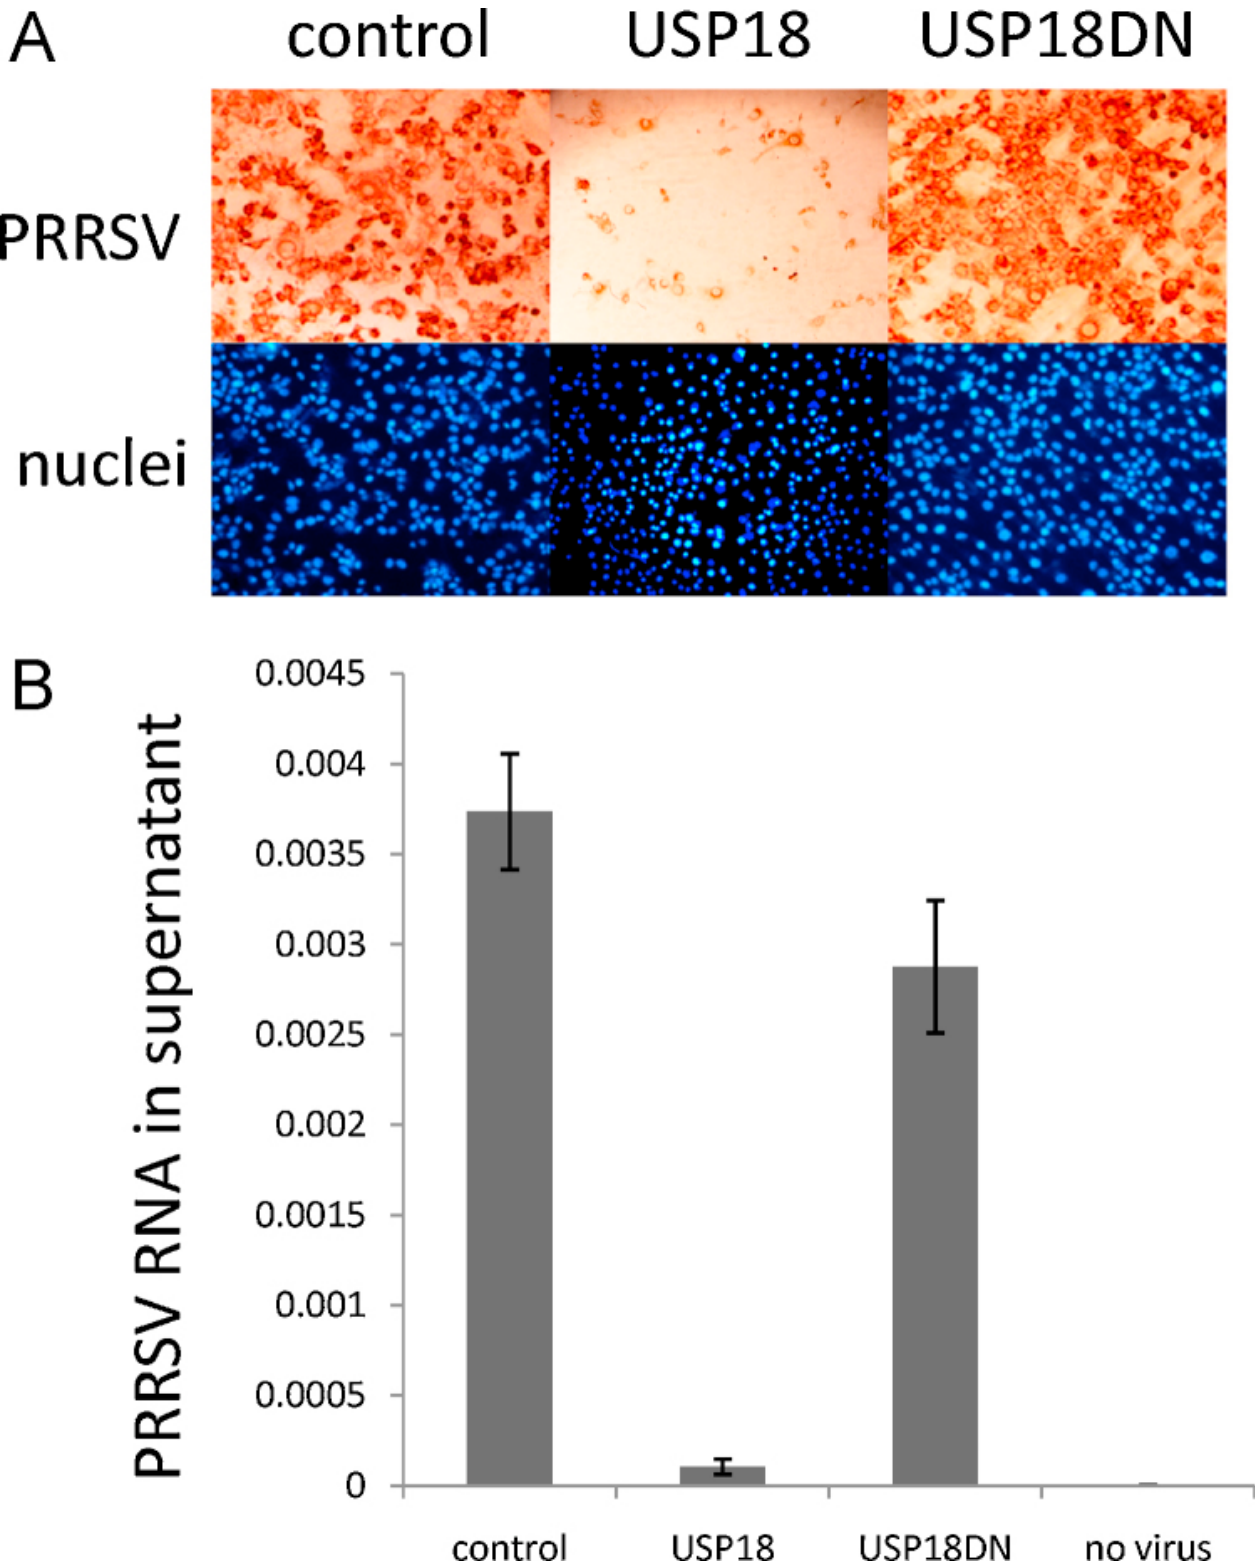 A
control USP18 USP18DN
PRRSV
nuclei
B
PRRSV RNA in supernatant
0.0045
0.004
0.0035
0.003
0.0025
0.002
0.0015
0.001
0.0005
0
control USP18 USP18DN no virus